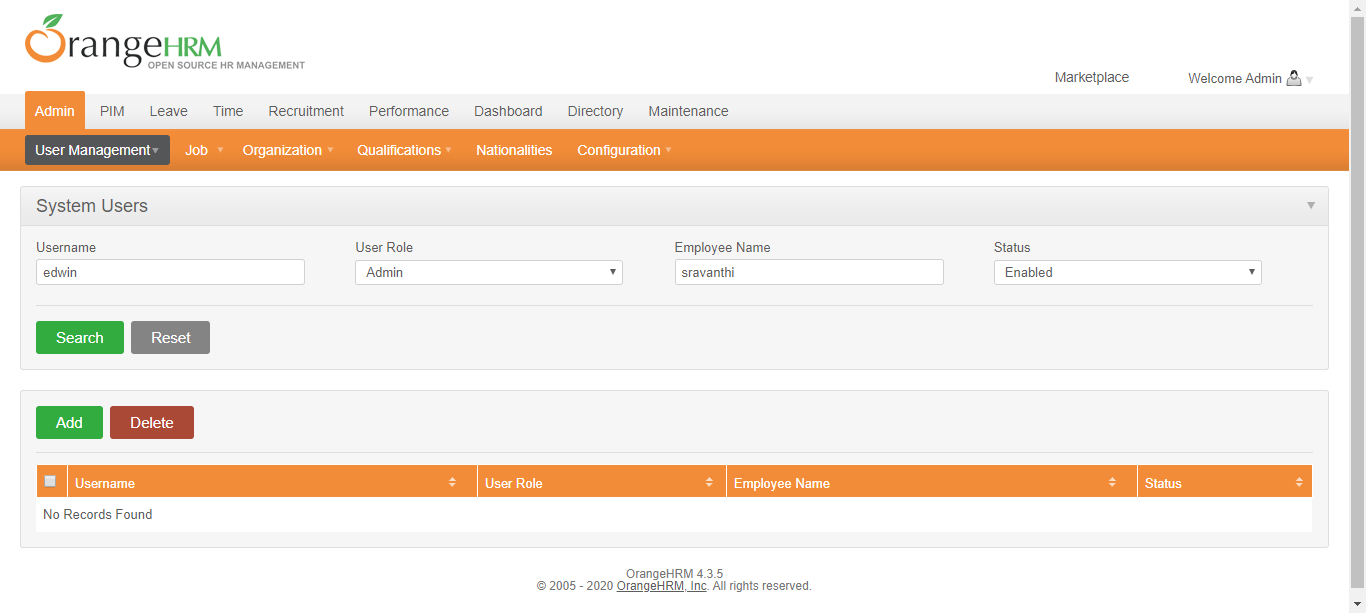 OrangeHRM
OPEN SOURCE HR MANAGEMENT
Marketplace Welcome Admin
Admin PIM Leave Time Recruitment Performance Dashboard Directory Maintenance
User Management Job Organization Qualifications Nationalities Configuration
System Users
Username User Role Employee Name Status
edwin Admin sravanthi Enabled
Search Reset
Add Delete
Username User Role Employee Name Status
No Records Found
OrangeHRM 4.3.5
© 2005 - 2020 OrangeHRM, Inc. All rights reserved.